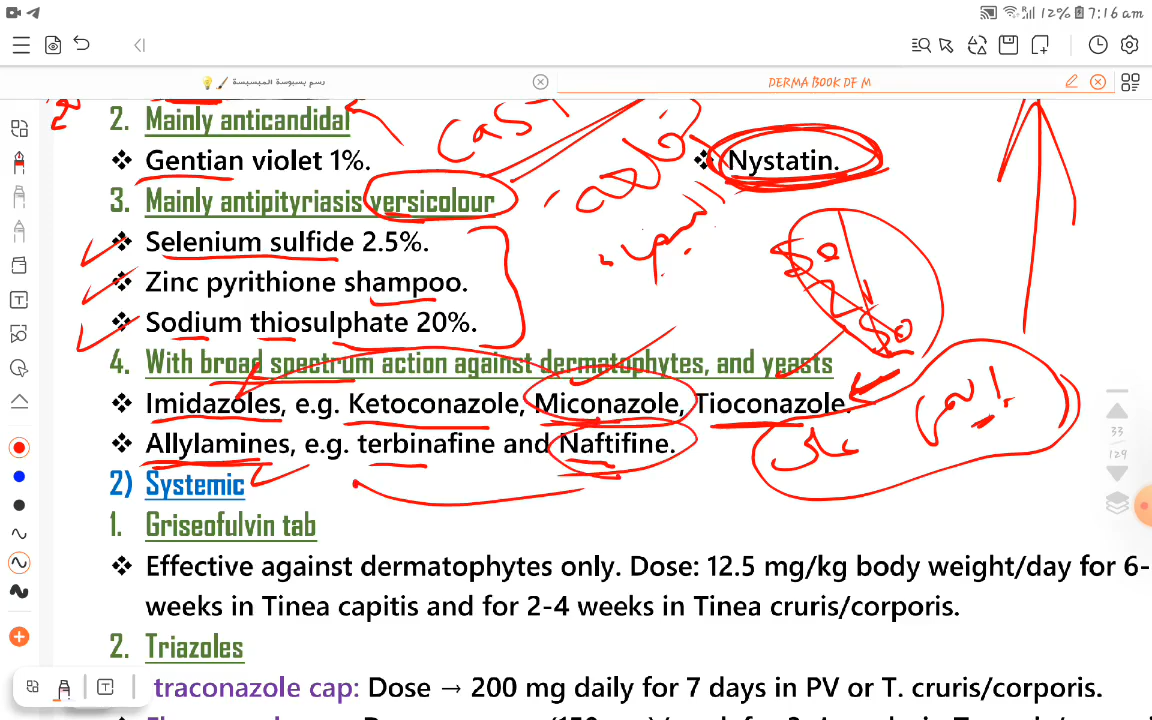 12% 7:16 am
رسم بسبوسة المبسبسة
DERMA BOOK DF M
2. Mainly anticandidal
❖ Gentian violet 1%. ❖ Nystatin.
3. Mainly antipityriasis versicolour
❖ Selenium sulfide 2.5%.
❖ Zinc pyrithione shampoo.
❖ Sodium thiosulphate 20%.
4. With broad spectrum action against dermatophytes, and yeasts
❖ Imidazoles, e.g. Ketoconazole, Miconazole, Tioconazole.
❖ Allylamines, e.g. terbinafine and Naftifine.
2) Systemic
1. Griseofulvin tab
❖ Effective against dermatophytes only. Dose: 12.5 mg/kg body weight/day for 6-
weeks in Tinea capitis and for 2-4 weeks in Tinea cruris/corporis.
2. Triazoles
traconazole cap: Dose → 200 mg daily for 7 days in PV or T. cruris/corporis.
33
129